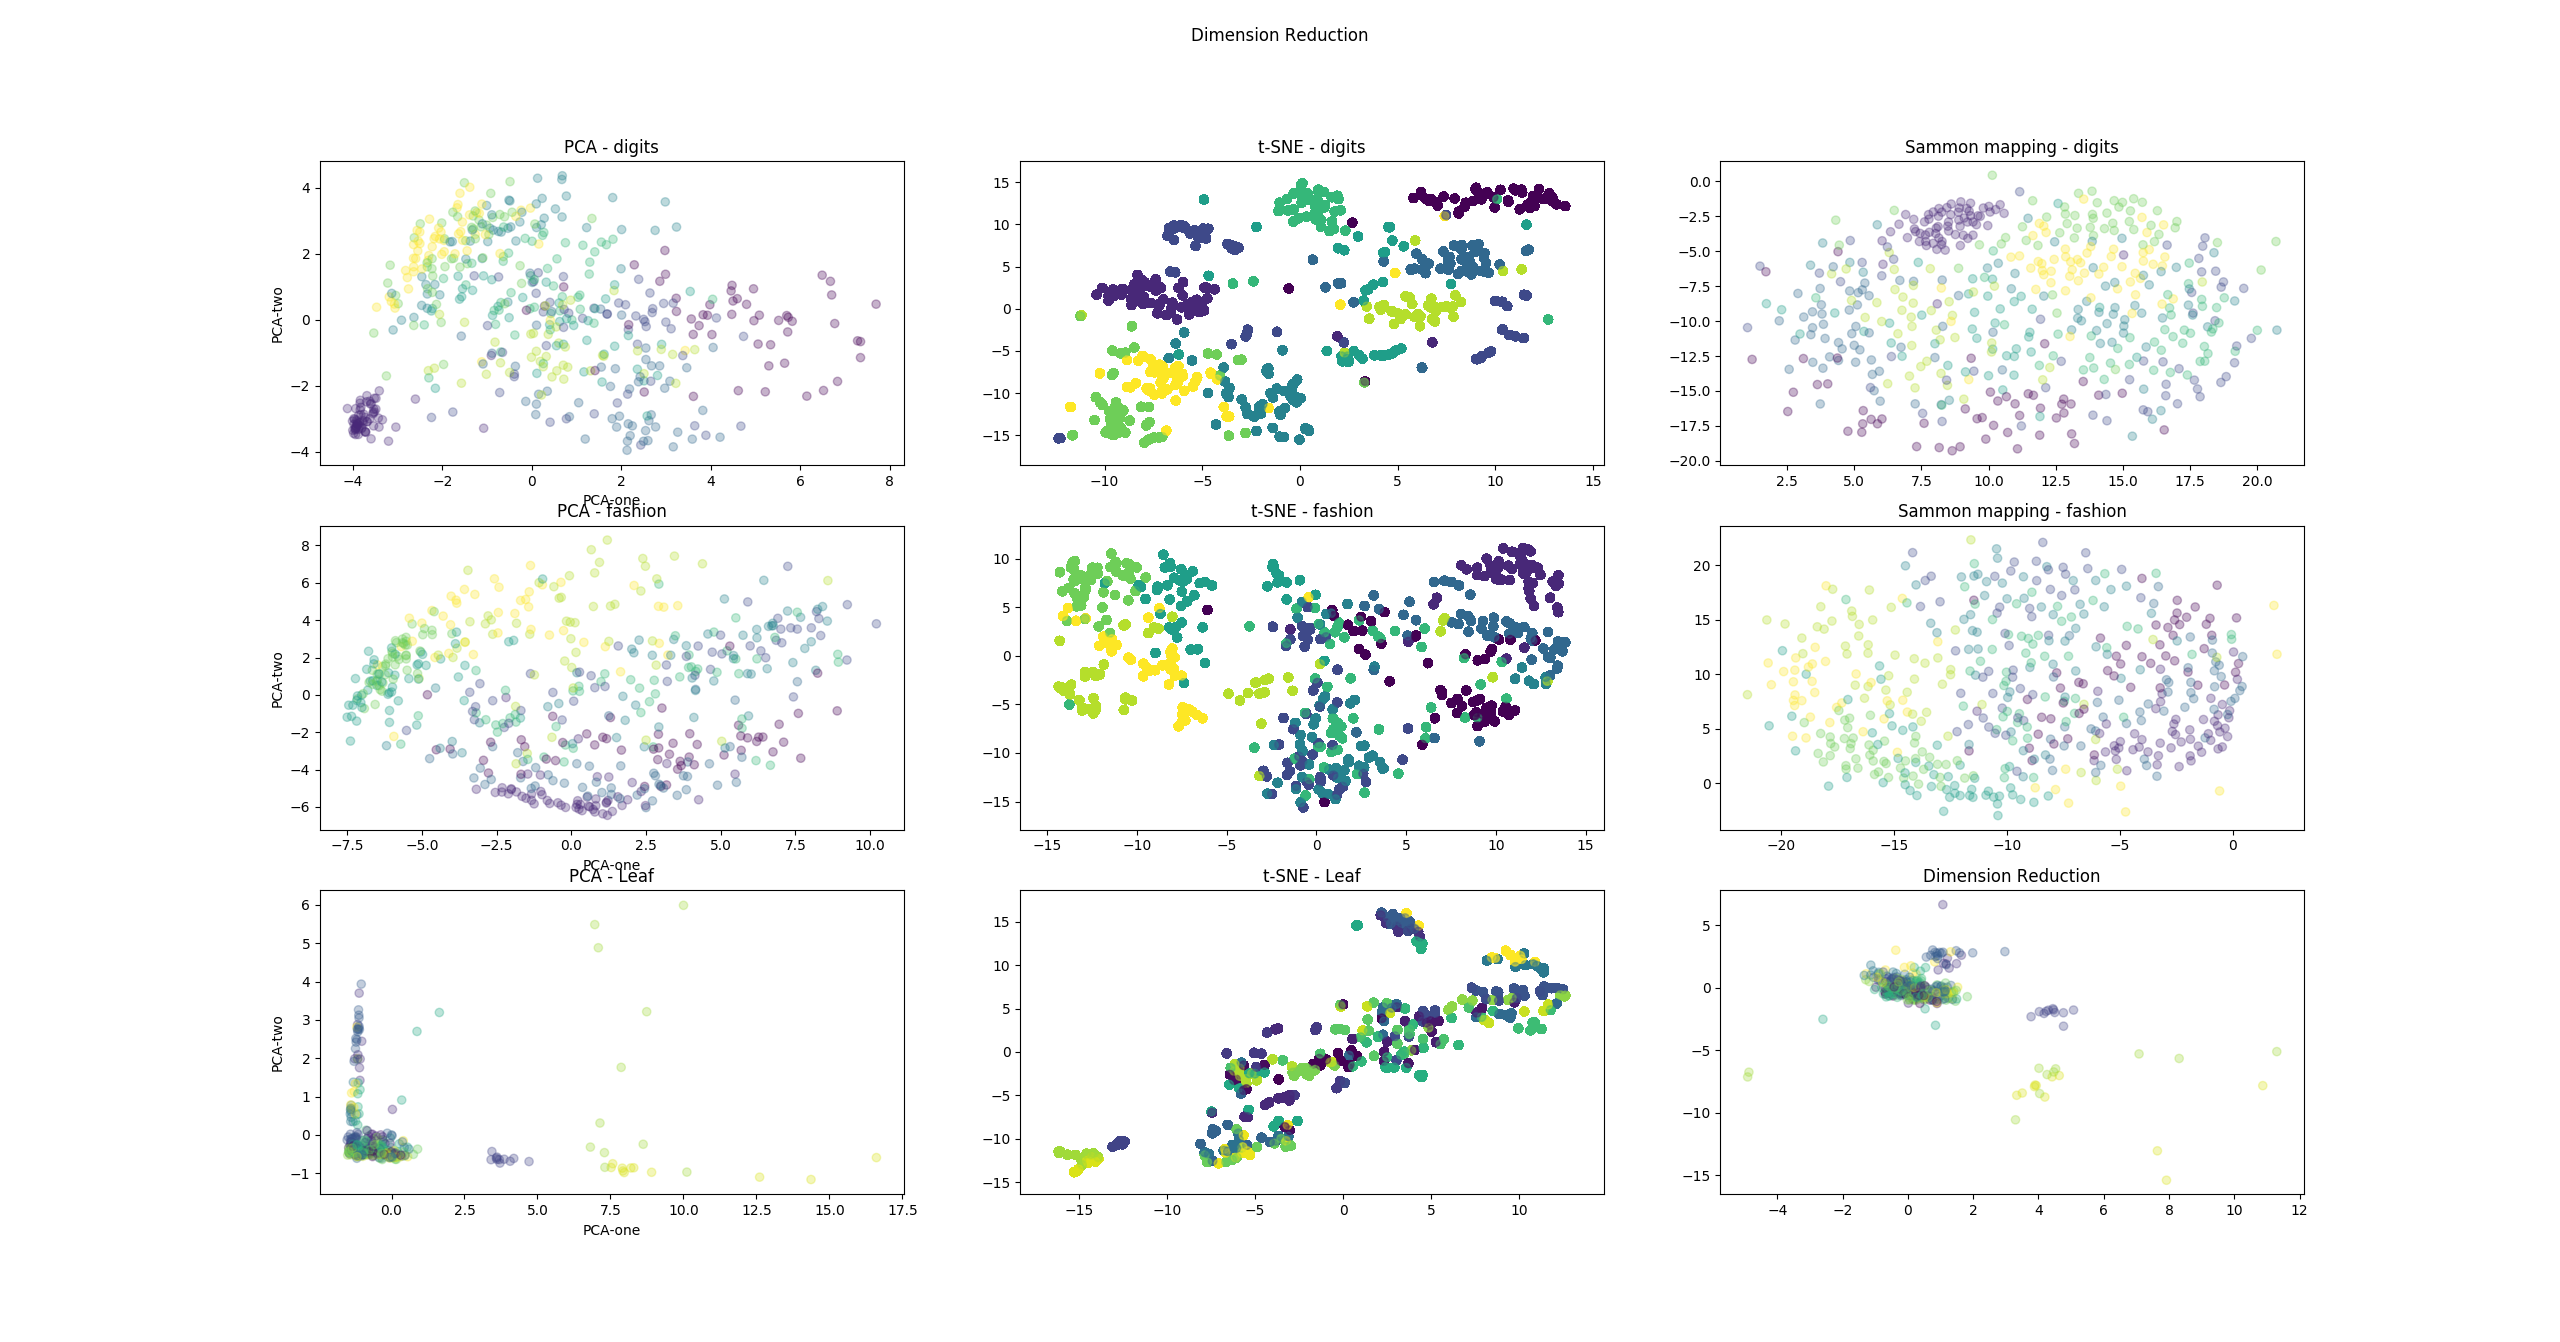 Dimension Reduction
PCA - digits
PCA-two
4
2
0
−2
−4
−4 −2 0 2 4 6 8
PCA-one
t-SNE - digits
15
10
5
0
−5
−10
−15
−10 −5 0 5 10 15
Sammon mapping - digits
0.0
−2.5
−5.0
−7.5
−10.0
−12.5
−15.0
−17.5
−20.0
2.5 5.0 7.5 10.0 12.5 15.0 17.5 20.0
PCA - fashion
PCA-two
8
6
4
2
0
−2
−4
−6
−7.5 −5.0 −2.5 0.0 2.5 5.0 7.5 10.0
PCA-one
t-SNE - fashion
10
5
0
−5
−10
−15
−15 −10 −5 0 5 10 15
Sammon mapping - fashion
20
15
10
5
0
−20 −15 −10 −5 0
PCA - Leaf
PCA-two
6
5
4
3
2
1
0
−1
0.0 2.5 5.0 7.5 10.0 12.5 15.0 17.5
PCA-one
t-SNE - Leaf
15
10
5
0
−5
−10
−15
−15 −10 −5 0 5 10
Dimension Reduction
5
0
−5
−10
−15
−4 −2 0 2 4 6 8 10 12